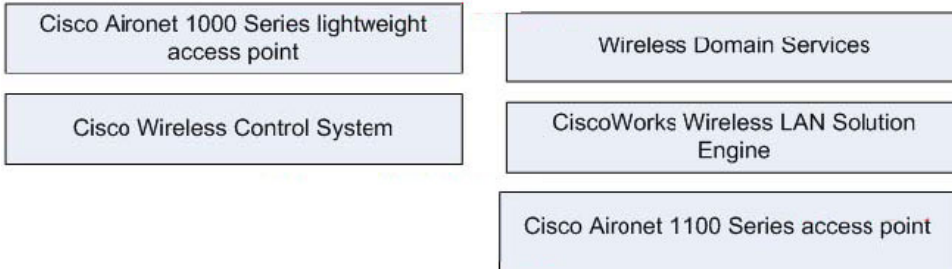 Cisco Aironet 1000 Series lightweight
access point
Cisco Wireless Control System
Wireless Domain Services
CiscoWorks Wireless LAN Solution
Engine
Cisco Aironet 1100 Series access point